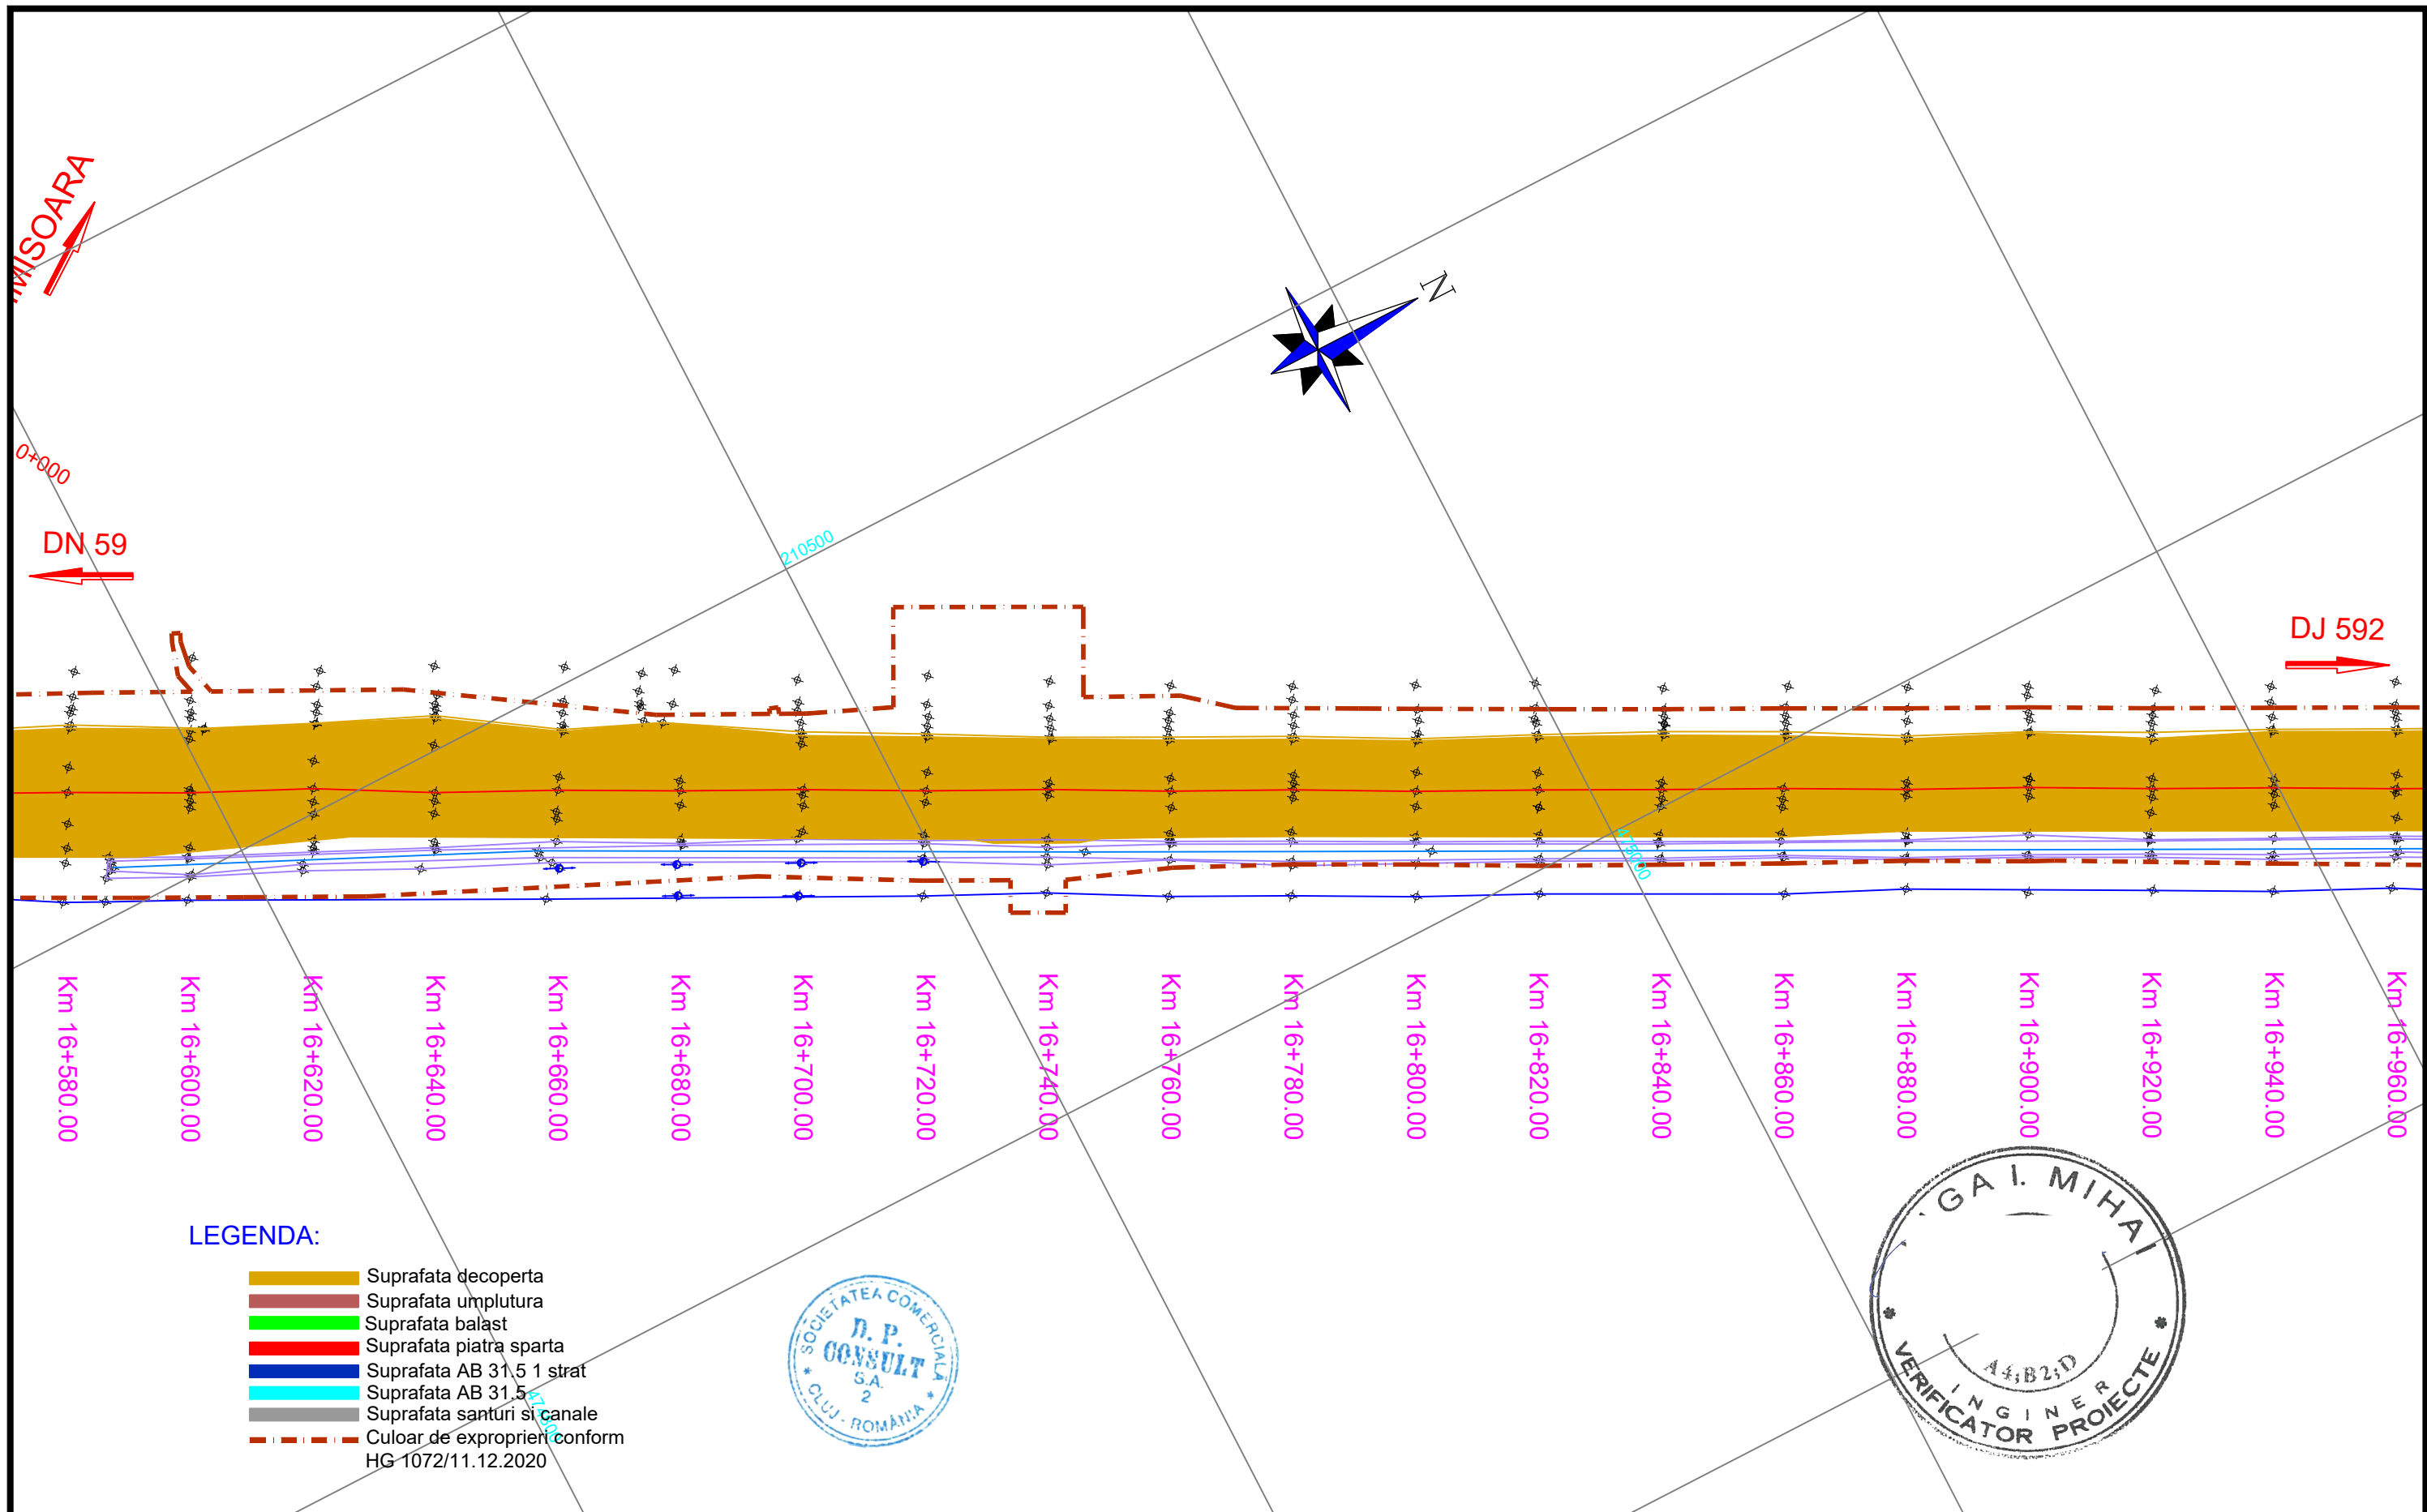 MISOARA
N
0+000
210500
DN 59
DJ 592
475000
Km 16+580.00
Km 16+600.00
Km 16+620.00
Km 16+640.00
Km 16+660.00
Km 16+680.00
Km 16+700.00
Km 16+720.00
Km 16+740.00
Km 16+760.00
Km 16+780.00
Km 16+800.00
Km 16+820.00
Km 16+840.00
Km 16+860.00
Km 16+880.00
Km 16+900.00
Km 16+920.00
Km 16+940.00
Km 16+960.00
LEGENDA:
Suprafata decoperta
Suprafata umplutura
Suprafata balast
Suprafata piatra sparta
Suprafata AB 31.5 1 strat
Suprafata AB 31.5
Suprafata santuri si canale
Culoar de exproprieri conform
HG 1072/11.12.2020
SOCIETATEA COMERCIALĂ
D. P.
CONSULT
S.A.
2
* CLUJ - ROMÂNIA *
GA I. MIHAI
A4;B2;D
INGINER
* VERIFICATOR PROIECTE *